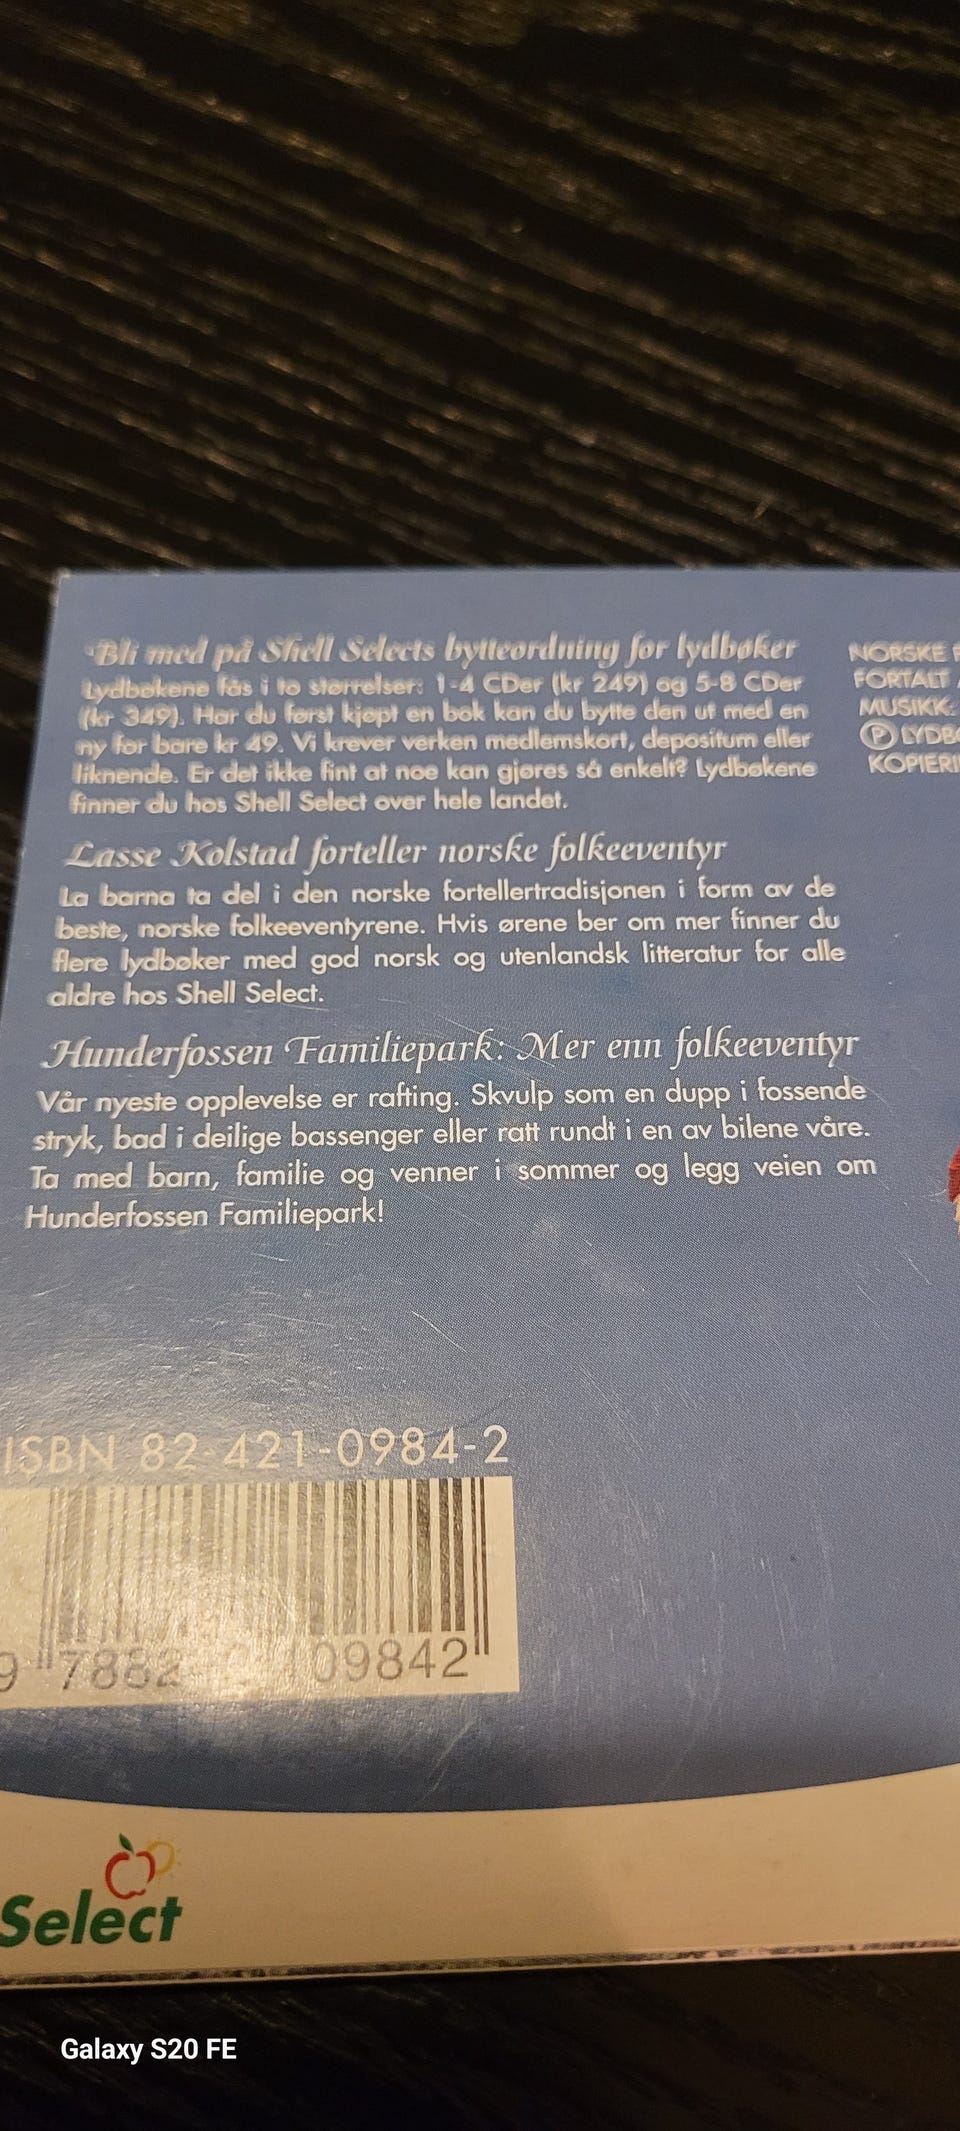 Bli med på Shell Selects bytteordning for lydbøker
Lydbøkene fås i to størrelser: 1-4 CDer (kr 249) og 5-8 CDer
(kr 349). Har du først kjøpt en bok kan du bytte den ut med en
ny for bare kr 49. Vi krever verken medlemskort, depositum eller
liknende. Er det ikke fint at noe kan gjøres så enkelt? Lydbøkene
finner du hos Shell Select over hele landet.
Lasse Kolstad forteller norske folkeeventyr
La barna ta del i den norske fortellertradisjonen i form av de
beste, norske folkeeventyrene. Hvis ørene ber om mer finner du
flere lydbøker med god norsk og utenlandsk litteratur for alle
aldre hos Shell Select.
Hunderfossen Familiepark: Mer enn folkeeventyr
Vår nyeste opplevelse er rafting. Skvulp som en dupp i fossende
stryk, bad i deilige bassenger eller ratt rundt i en av bilene våre.
Ta med barn, familie og venner i sommer og legg veien om
Hunderfossen Familiepark!
NORSKE
FORTALT
MUSIKK:
Ⓟ LYDB
KOPIERI
ISBN 82-421-0984-2
9 7882 109842
Select
Galaxy S20 FE